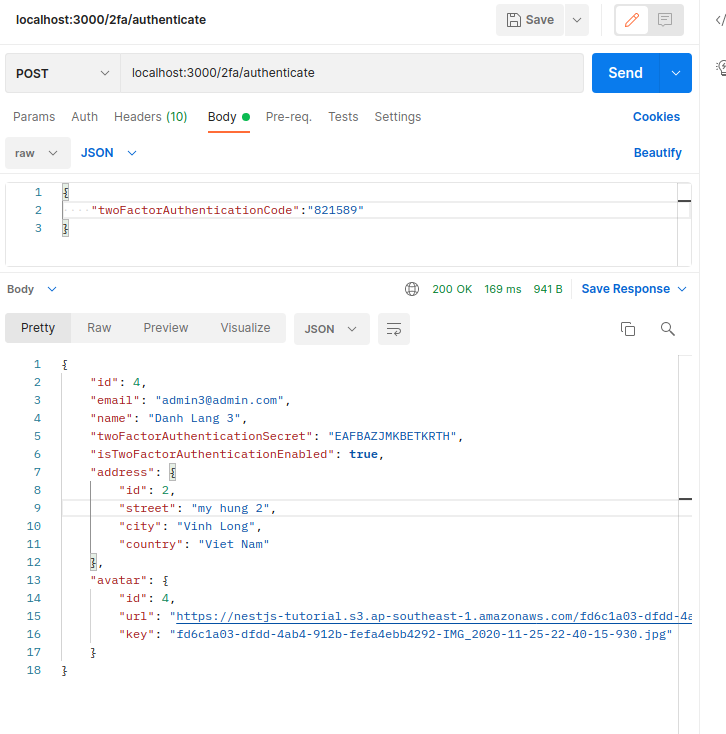 localhost:3000/2fa/authenticate
Save
POST
localhost:3000/2fa/authenticate
Send
Params Auth Headers (10) Body Pre-req. Tests Settings Cookies
raw JSON Beautify
1 {
2 "twoFactorAuthenticationCode":"821589"
3 }
Body 200 OK 169 ms 941 B Save Response
Pretty Raw Preview Visualize JSON
1 {
2 "id": 4,
3 "email": "admin3@admin.com",
4 "name": "Danh Lang 3",
5 "twoFactorAuthenticationSecret": "EAFBAZJMKBETKRTH",
6 "isTwoFactorAuthenticationEnabled": true,
7 "address": {
8 "id": 2,
9 "street": "my hung 2",
10 "city": "Vinh Long",
11 "country": "Viet Nam"
12 },
13 "avatar": {
14 "id": 4,
15 "url": "https://nestjs-tutorial.s3.ap-southeast-1.amazonaws.com/fd6c1a03-dfdd-4a
16 "key": "fd6c1a03-dfdd-4ab4-912b-fefa4ebb4292-IMG_2020-11-25-22-40-15-930.jpg"
17 }
18 }